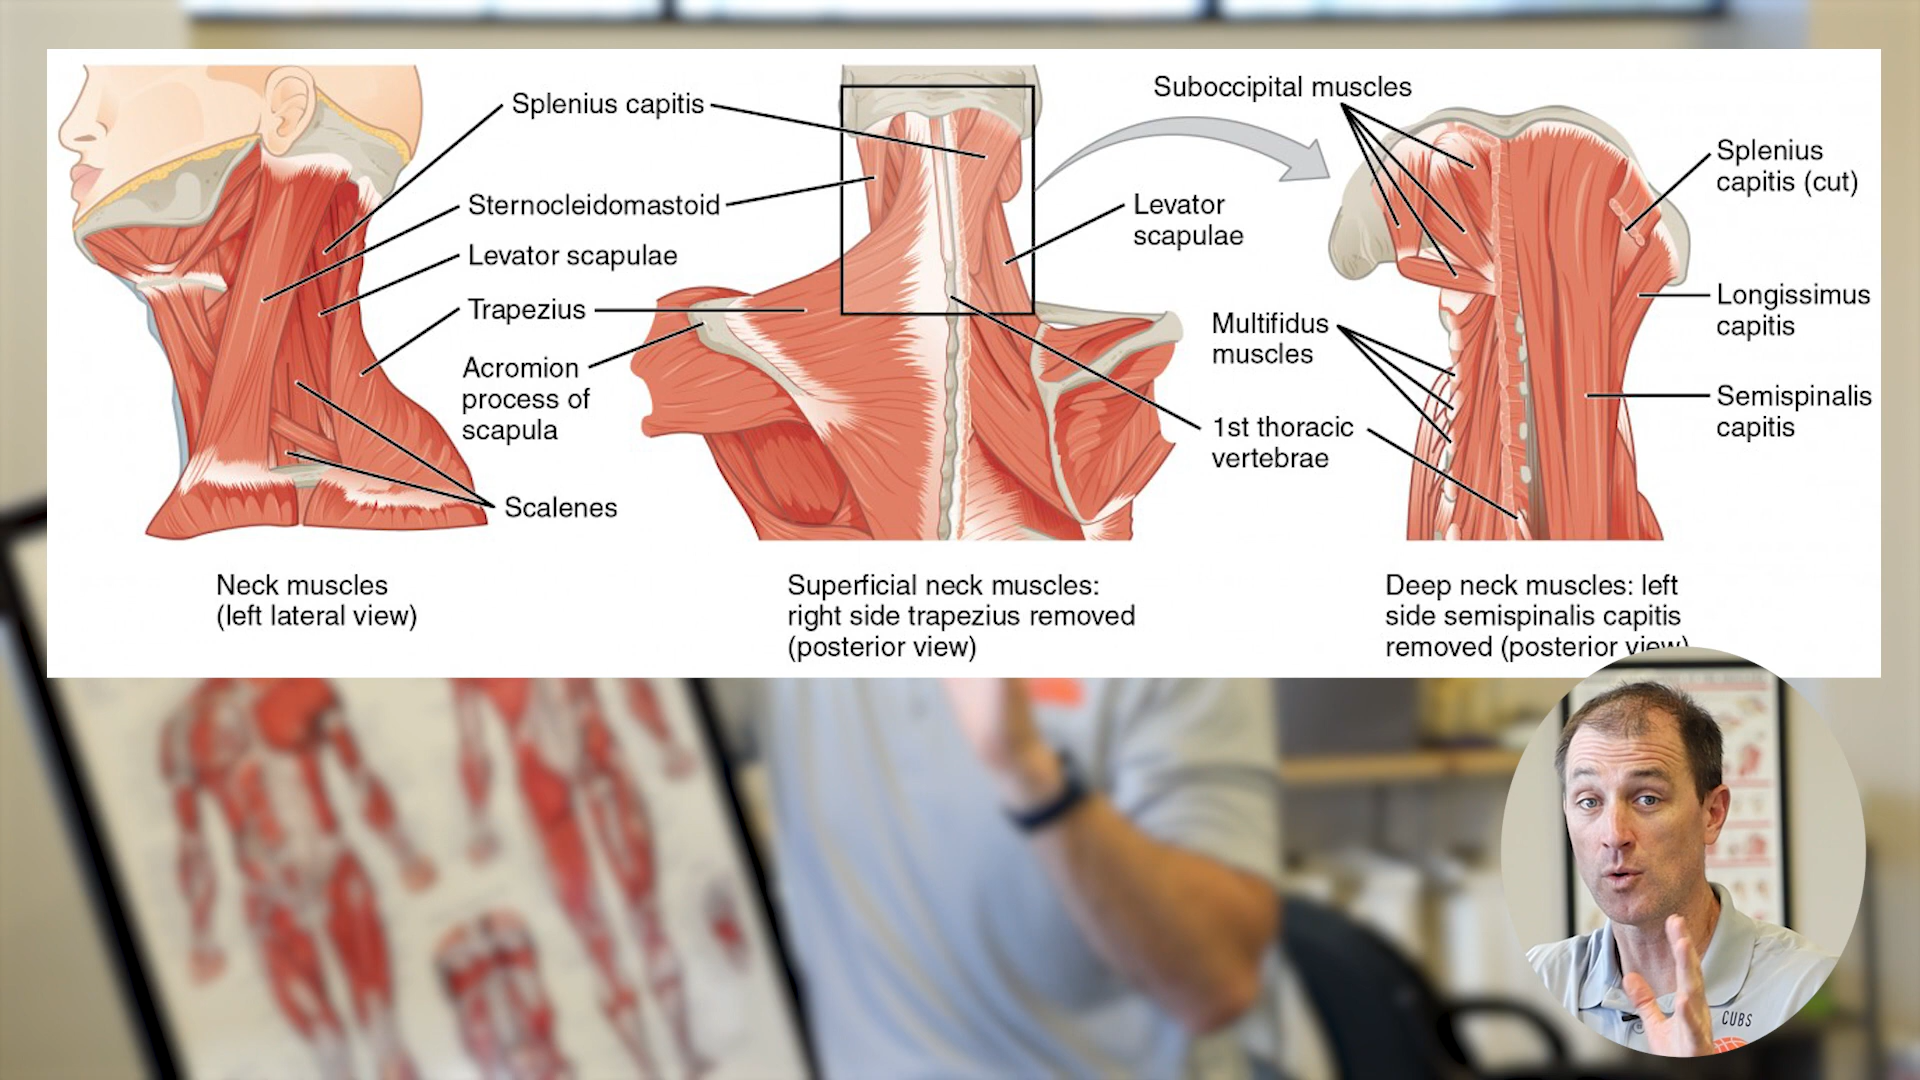 Splenius capitis
Sternocleidomastoid
Levator scapulae
Trapezius
Acromion
process of
scapula
Scalenes
Neck muscles
(left lateral view)
Levator
scapulae
1st thoracic
vertebrae
Superficial neck muscles:
right side trapezius removed
(posterior view)
Suboccipital muscles
Splenius
capitis (cut)
Multifidus
muscles
Longissimus
capitis
Semispinalis
capitis
Deep neck muscles: left
side semispinalis capitis
removed (posterior view)
CUBS